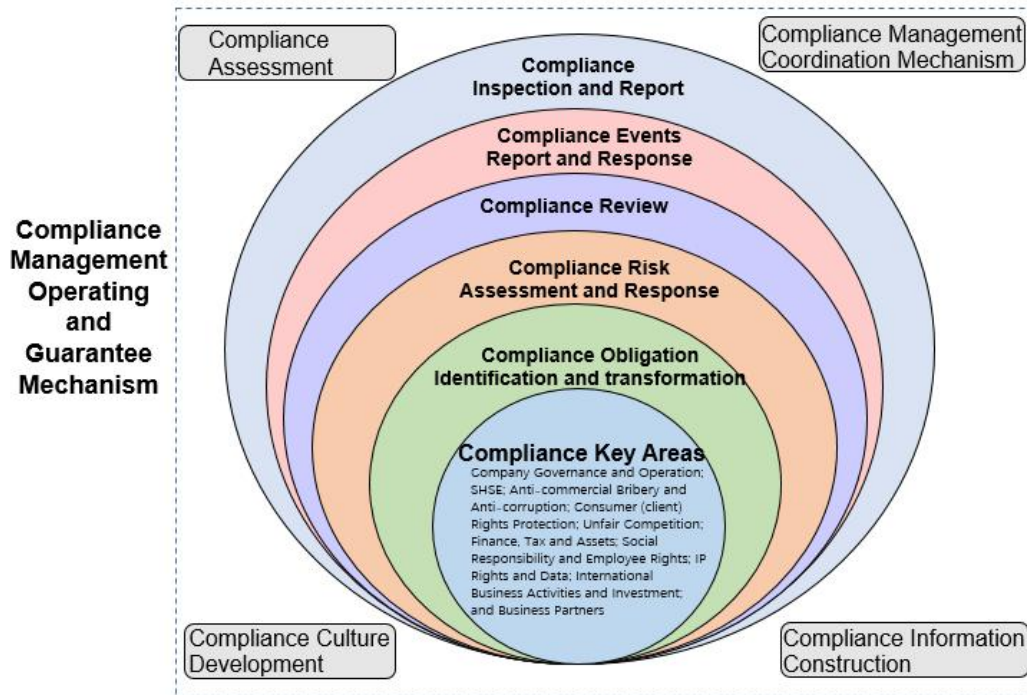 Compliance
Assessment
Compliance Management
Coordination Mechanism
Compliance
Inspection and Report
Compliance Events
Report and Response
Compliance Review
Compliance
Management
Operating
and
Guarantee
Mechanism
Compliance Risk
Assessment and Response
Compliance Obligation
Identification and transformation
Compliance Key Areas
Company Governance and Operation;
SHSE; Anti-commercial Bribery and
Anti-corruption; Consumer (client)
Rights Protection; Unfair Competition;
Finance, Tax and Assets; Social
Responsibility and Employee Rights; IP
Rights and Data; International
Business Activities and Investment;
and Business Partners
Compliance Culture
Development
Compliance Information
Construction